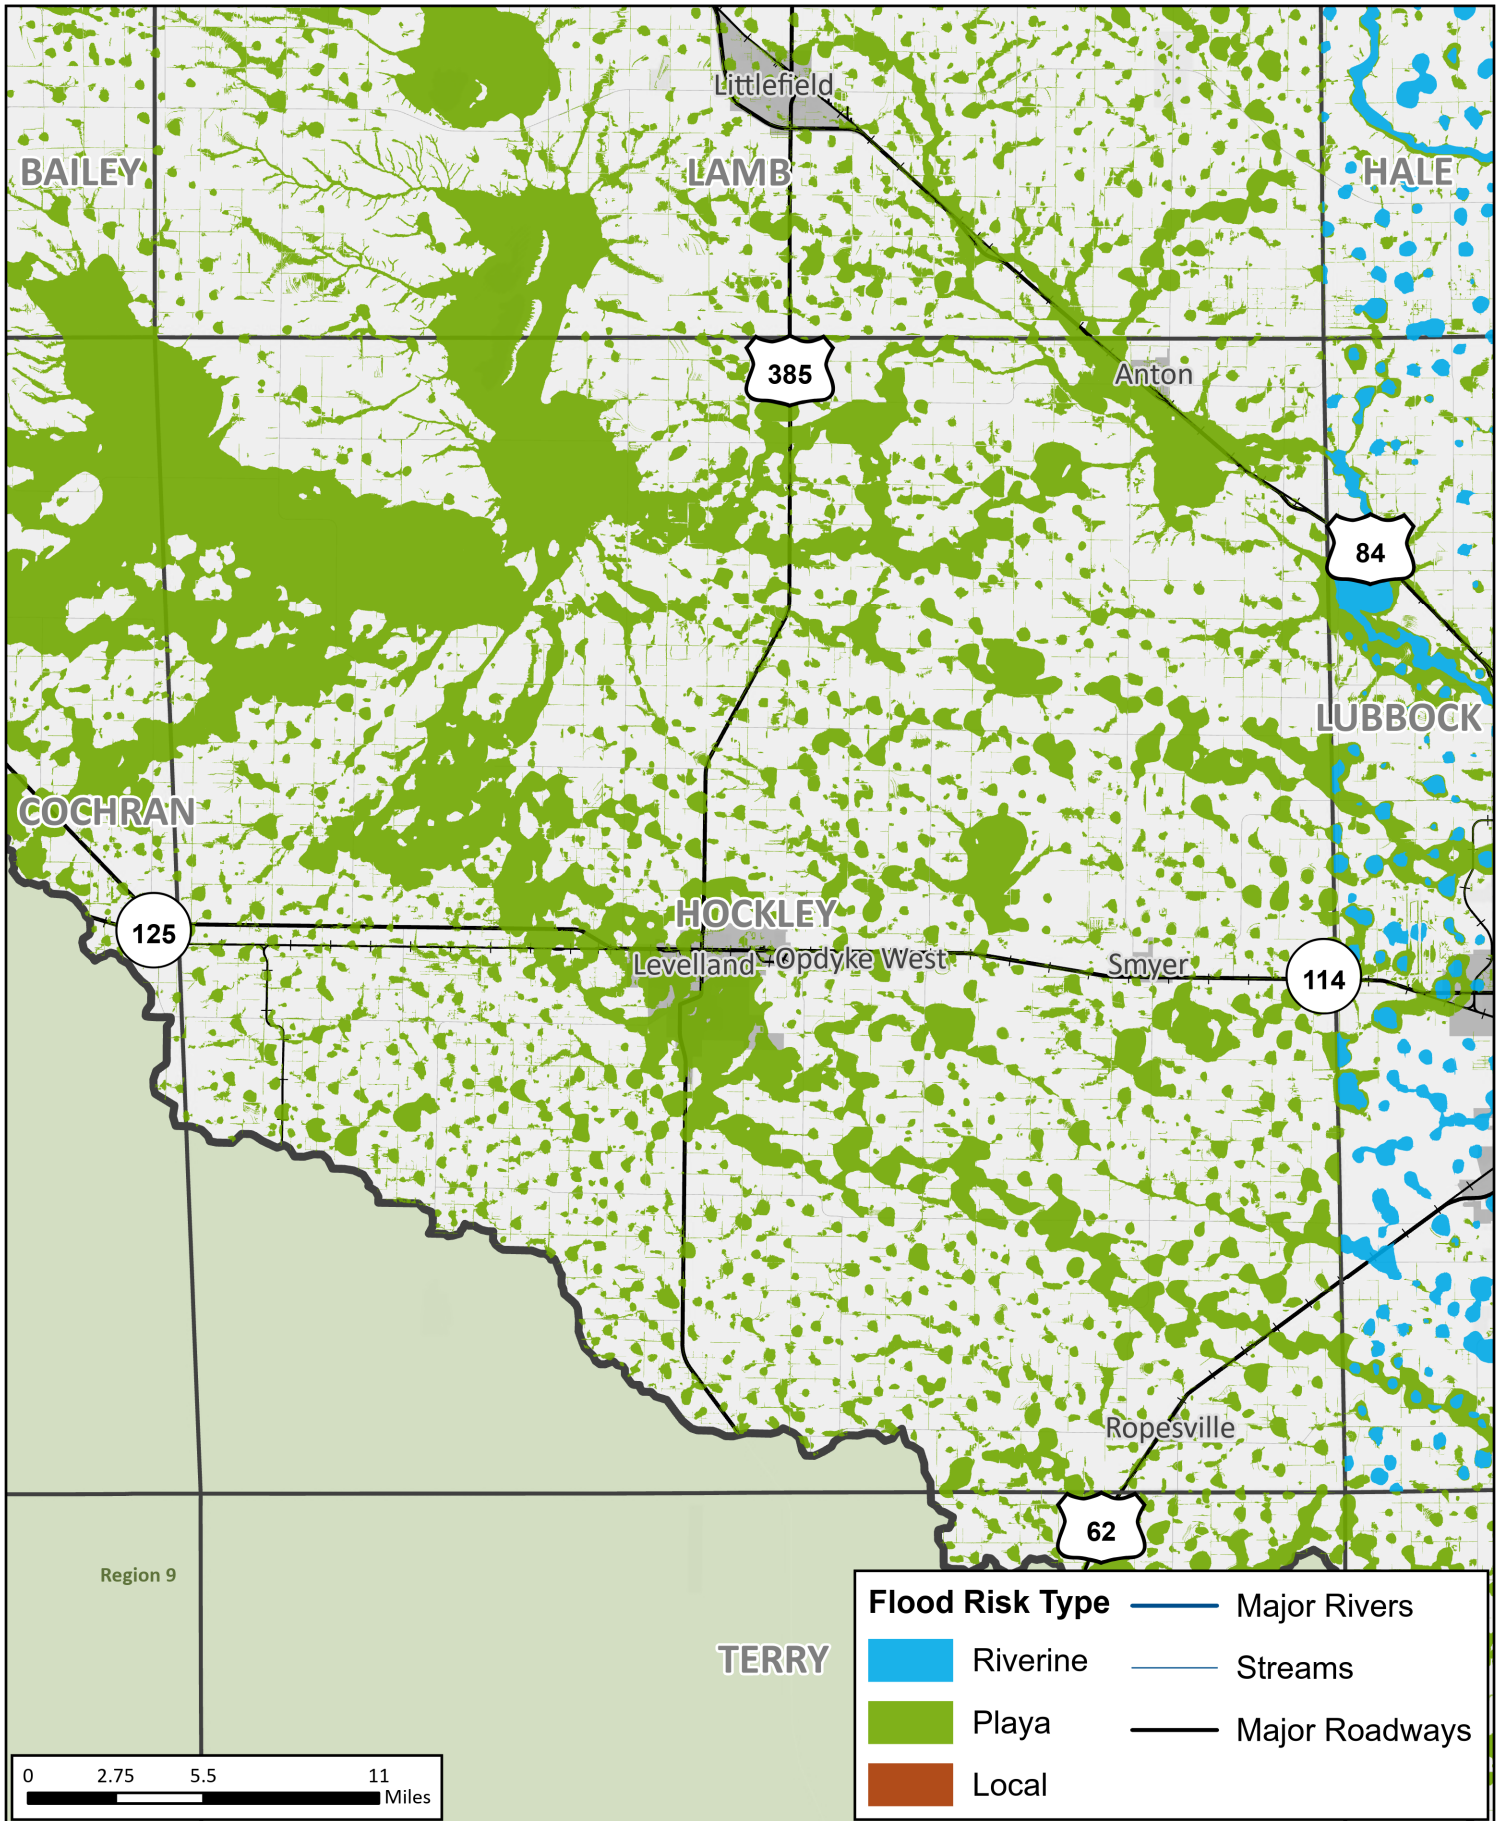 Littlefield
BAILEY
LAMB
HALE
385
Anton
84
LUBBOCK
COCHRAN
125
HOCKLEY
Levelland
Opdyke West
Smyer
114
Ropesville
62
Region 9
TERRY
Flood Risk Type
Riverine
Playa
Local
Major Rivers
Streams
Major Roadways
0 2.75 5.5 11
Miles